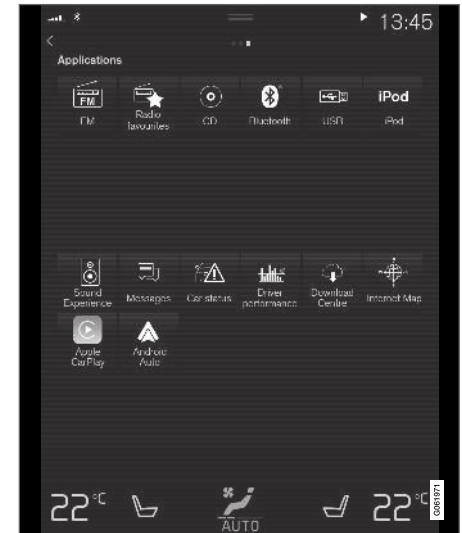 13:45
Applications
FM
iPod
FM
Radio
favourites
CD
Bluetooth
USB
iPod
Sound
Experience
Messages
Car status
Driver
performance
Download
Centre
Internet Map
Apple
CarPlay
Android
Auto
22°C
22°C
AUTO
G061971